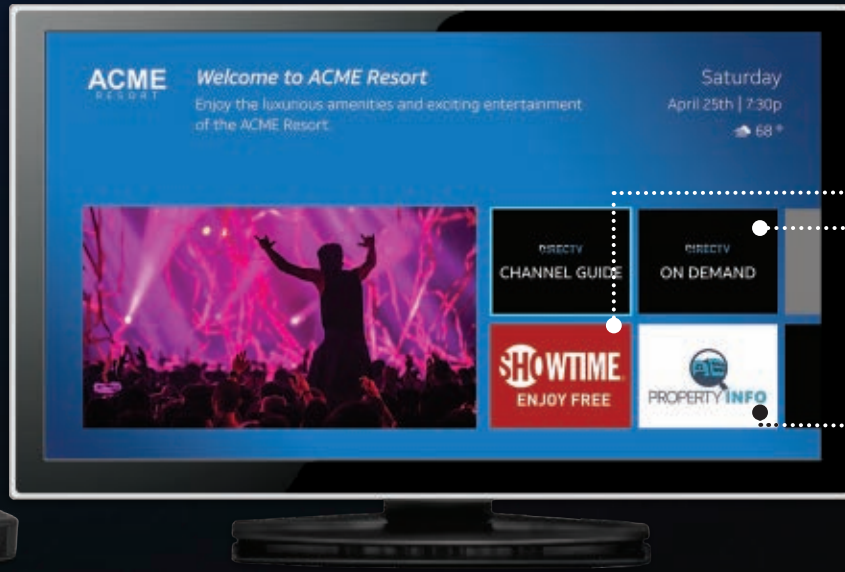 ACME
RESORT
Welcome to ACME Resort
Enjoy the luxurious amenities and exciting entertainment
of the ACME Resort.
Saturday
April 25th | 7:30p
68°
DIRECTV
CHANNEL GUIDE
DIRECTV
ON DEMAND
SHOWTIME
ENJOY FREE
PROPERTY INFO